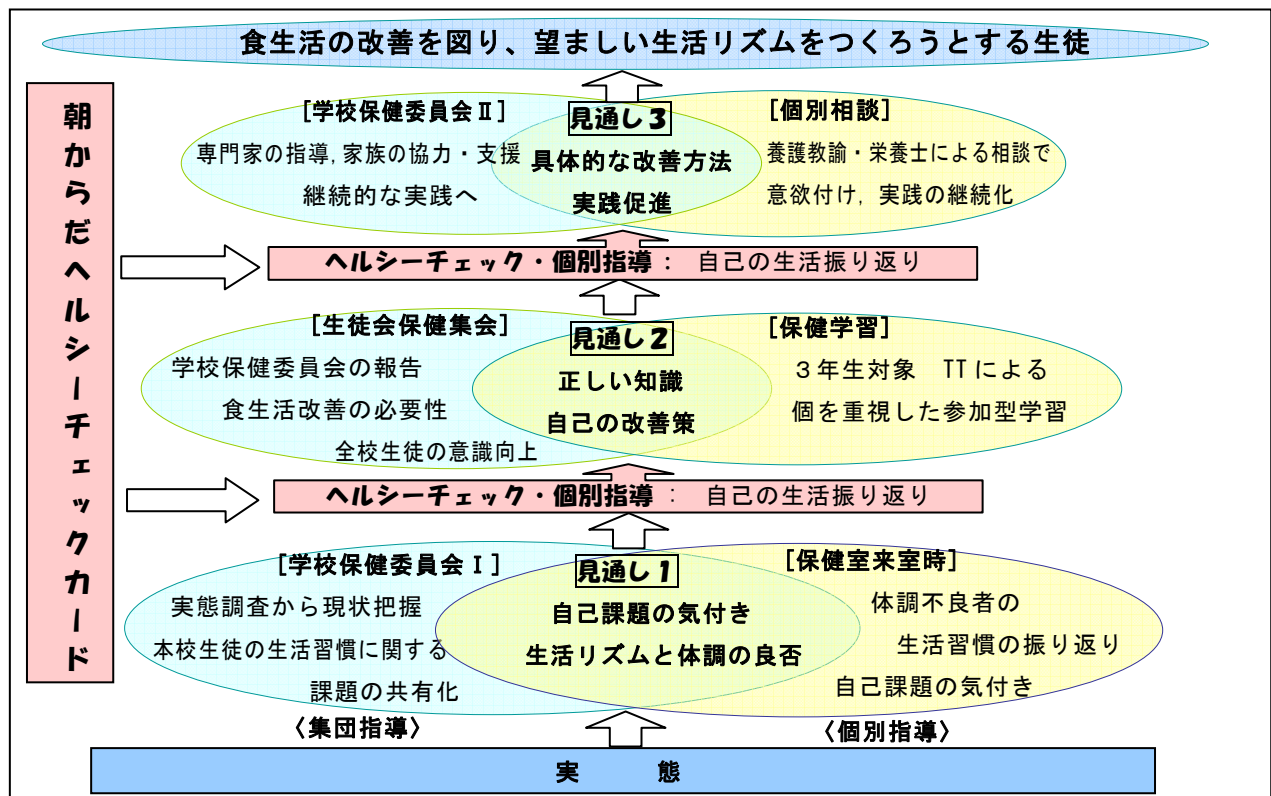 食生活の改善を図り、望ましい生活リズムをつくろうとする生徒
朝からだヘルシーチェックカード
[学校保健委員会Ⅱ]
専門家の指導,家族の協力・支援
継続的な実践へ
見通し3
具体的な改善方法
実践促進
[個別相談]
養護教諭・栄養士による相談で
意欲付け,実践の継続化
ヘルシーチェック・個別指導: 自己の生活振り返り
[生徒会保健集会]
学校保健委員会の報告
食生活改善の必要性
全校生徒の意識向上
見通し2
正しい知識
自己の改善策
[保健学習]
3年生対象 TTによる
個を重視した参加型学習
ヘルシーチェック・個別指導: 自己の生活振り返り
[学校保健委員会Ⅰ]
実態調査から現状把握
本校生徒の生活習慣に関する
課題の共有化
見通し1
自己課題の気付き
生活リズムと体調の良否
[保健室来室時]
体調不良者の
生活習慣の振り返り
自己課題の気付き
〈集団指導〉
〈個別指導〉
実 態